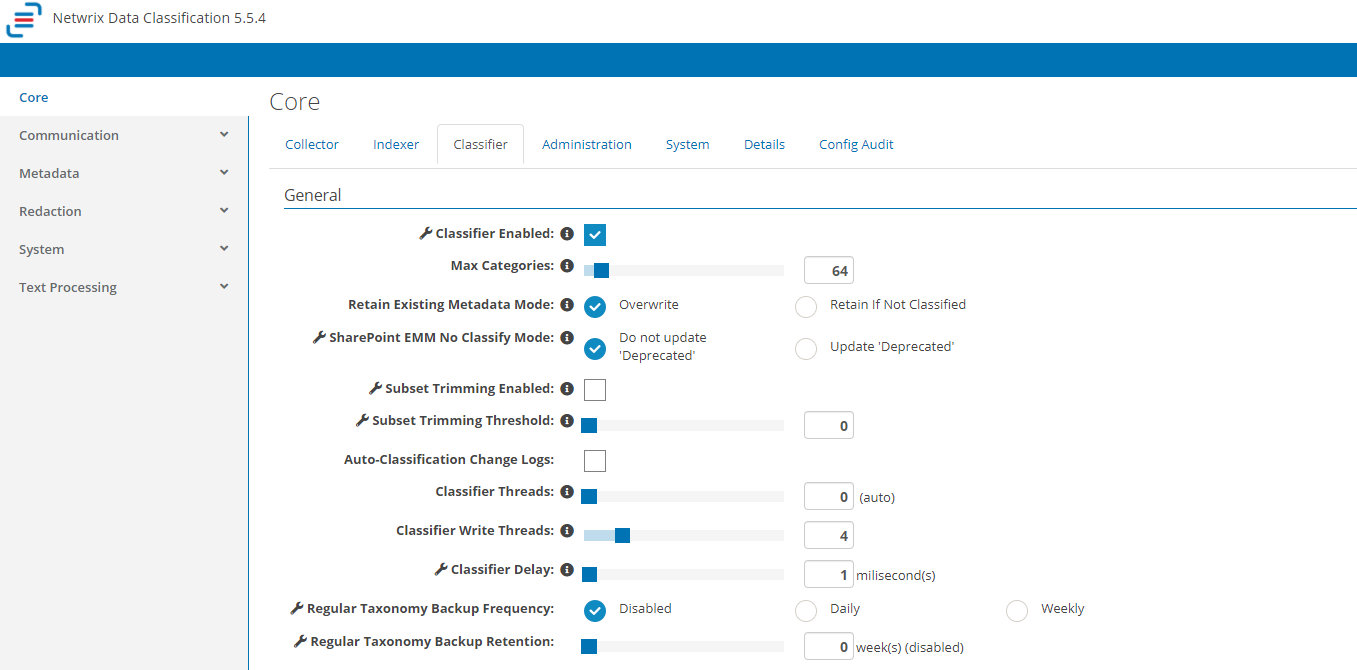 Netwrix Data Classification 5.5.4
Core
Communication
Metadata
Redaction
System
Text Processing
Core
Collector Indexer Classifier Administration System Details Config Audit
General
Classifier Enabled:
Max Categories: 64
Retain Existing Metadata Mode: Overwrite Retain If Not Classified
SharePoint EMM No Classify Mode: Do not update 'Deprecated' Update 'Deprecated'
Subset Trimming Enabled:
Subset Trimming Threshold: 0
Auto-Classification Change Logs:
Classifier Threads: 0 (auto)
Classifier Write Threads: 4
Classifier Delay: 1 milisecond(s)
Regular Taxonomy Backup Frequency: Disabled Daily Weekly
Regular Taxonomy Backup Retention: 0 week(s) (disabled)